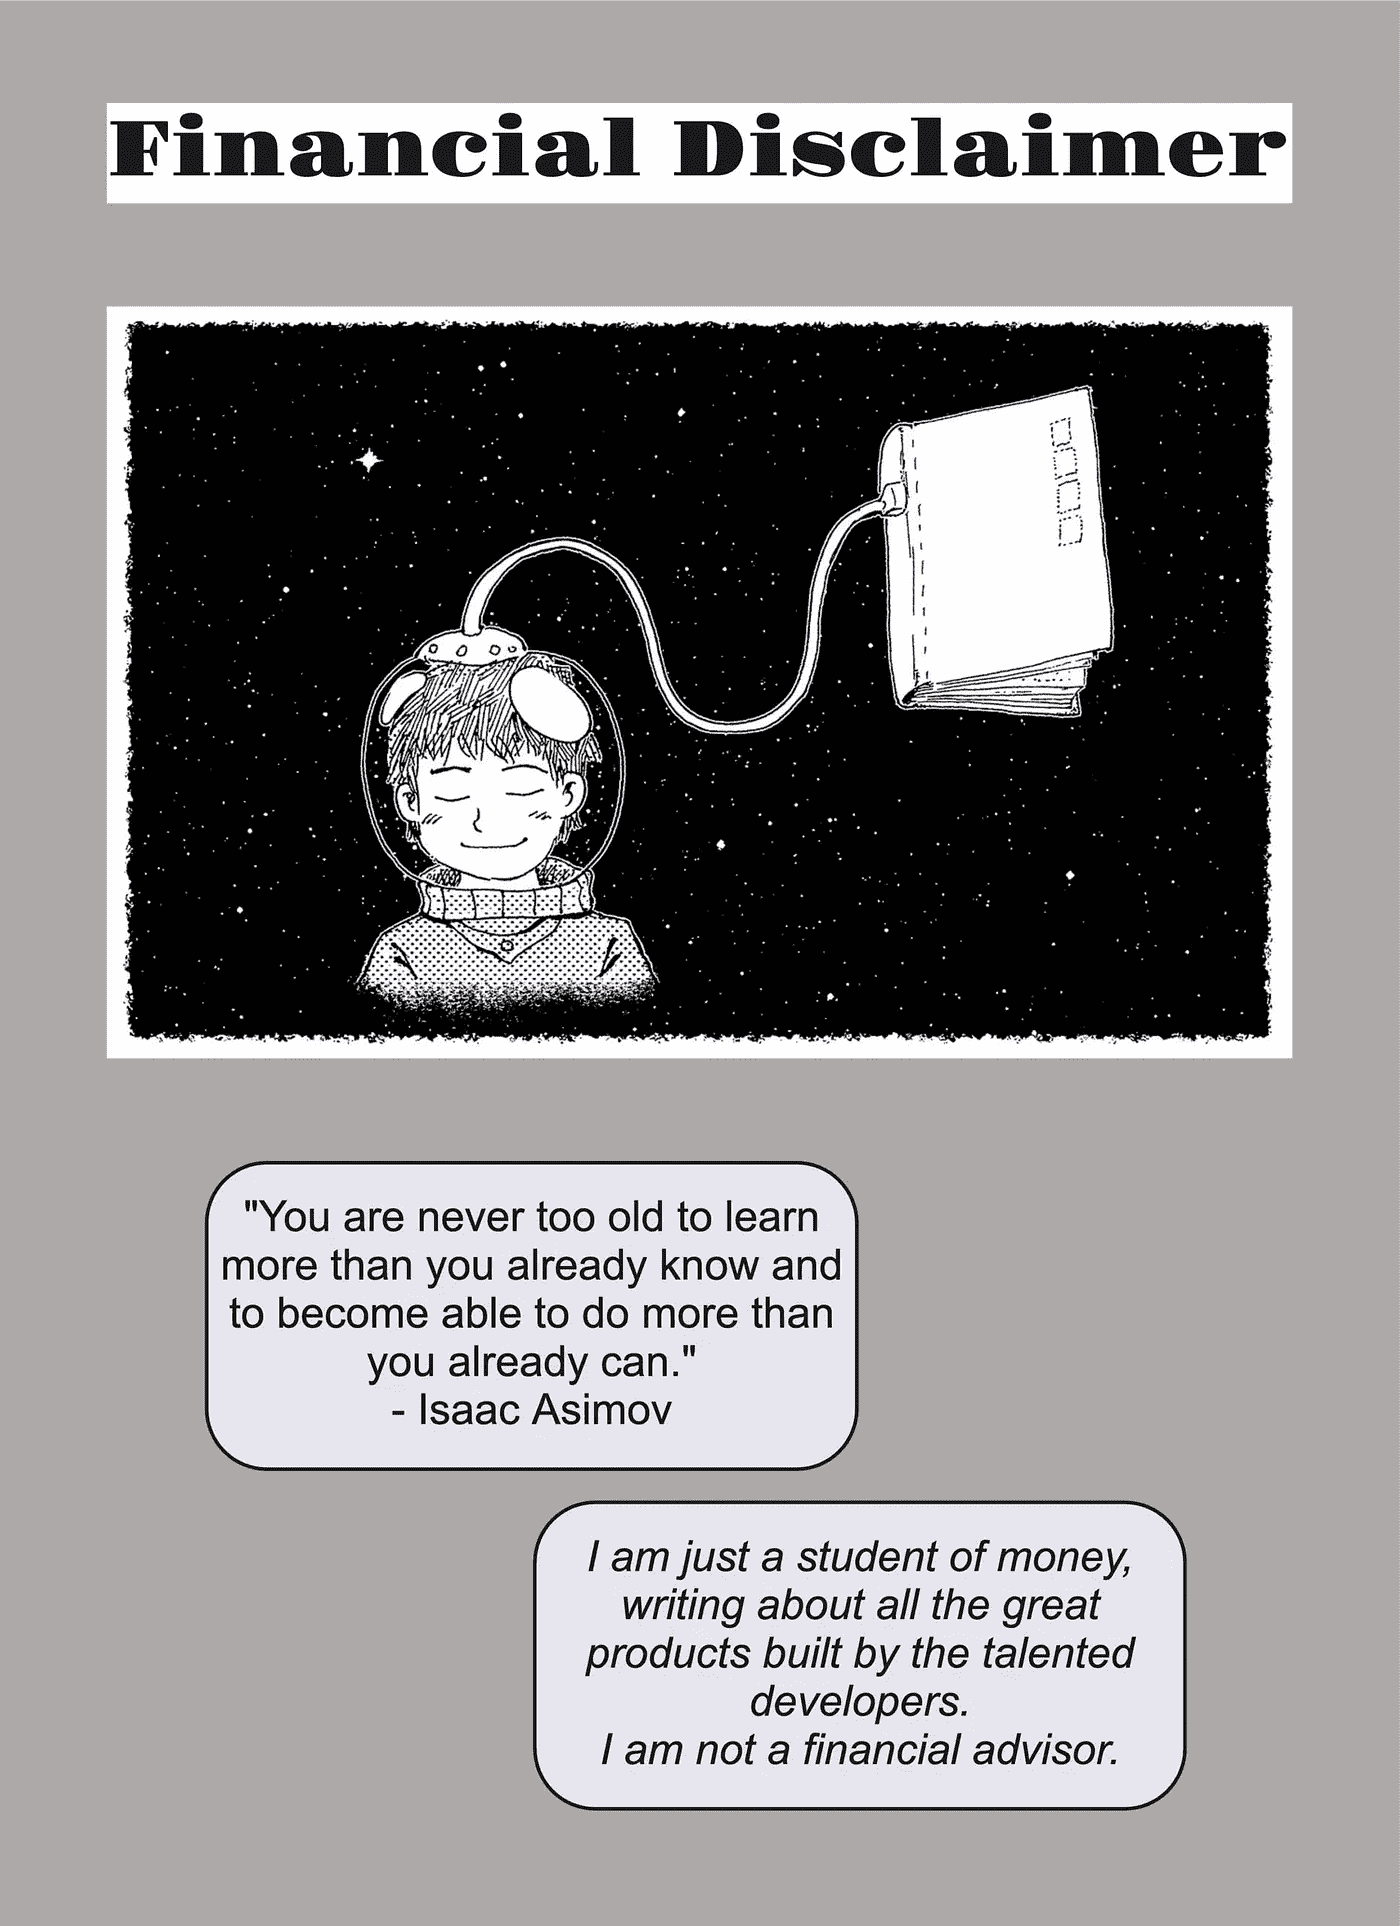 Financial Disclaimer
"You are never too old to learn
more than you already know and
to become able to do more than
you already can."
- Isaac Asimov
I am just a student of money,
writing about all the great
products built by the talented
developers.
I am not a financial advisor.